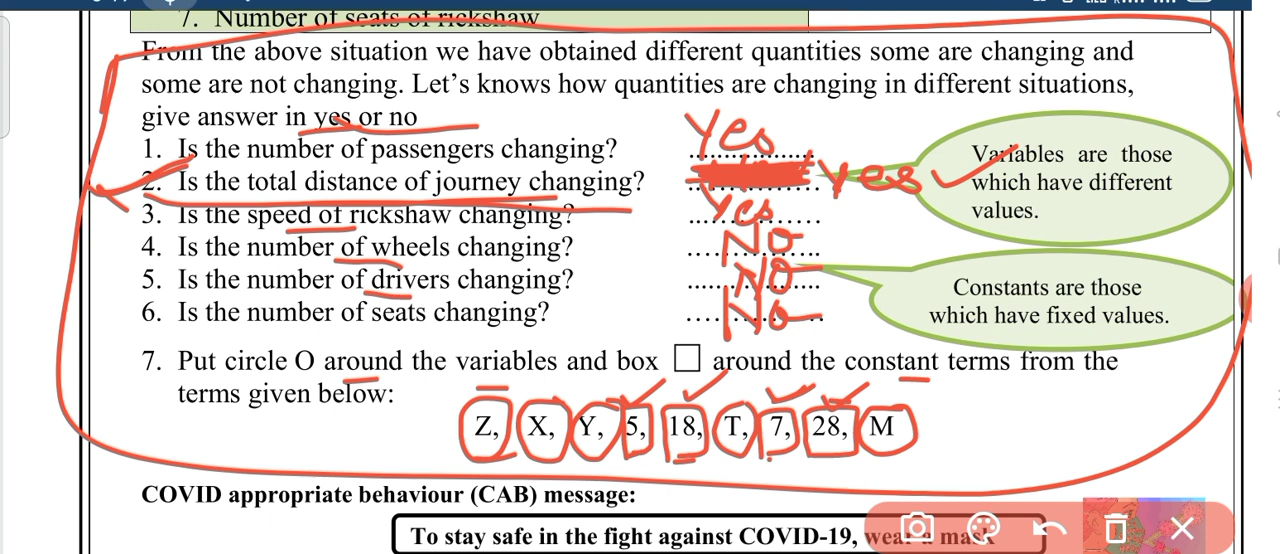 7. Number of seats of rickshaw
From the above situation we have obtained different quantities some are changing and
some are not changing. Let's knows how quantities are changing in different situations,
give answer in yes or no
1. Is the number of passengers changing? Yes
2. Is the total distance of journey changing? Yes
3. Is the speed of rickshaw changing? Yes
4. Is the number of wheels changing? No
5. Is the number of drivers changing? No
6. Is the number of seats changing? No
Variables are those
which have different
values.
Constants are those
which have fixed values.
7. Put circle O around the variables and box □ around the constant terms from the
terms given below:
Z, X, Y, 5, 18, T, 7, 28, M
COVID appropriate behaviour (CAB) message:
To stay safe in the fight against COVID-19, wear a mask